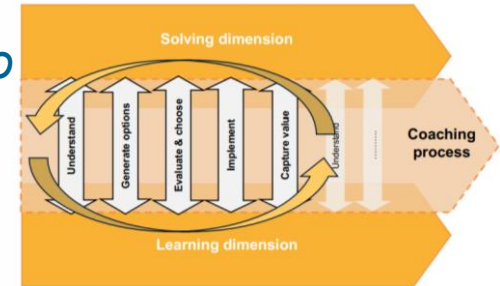 Solving dimension
Understand
Generate options
Evaluate & choose
Implement
Capture value
Understand
...........
Coaching
process
Learning dimension